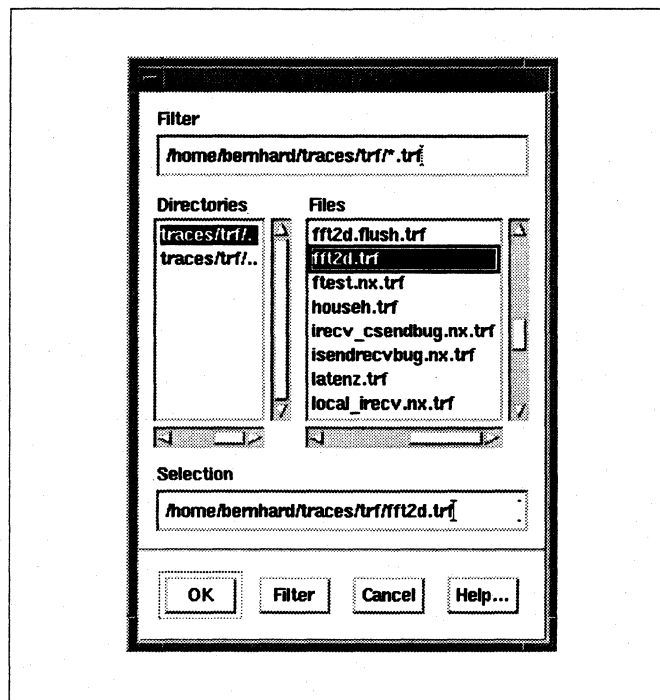 Filter
/home/bernhard/traces/trf/*.trf
Directories
traces/trf/.
traces/trf/..
Files
fft2d.flush.trf
fft2d.trf
ftest.nx.trf
househ.trf
irecv_csendbug.nx.trf
isendrecvbug.nx.trf
latenz.trf
local_irecv.nx.trf
Selection
/home/bernhard/traces/trf/fft2d.trf
OK
Filter
Cancel
Help...